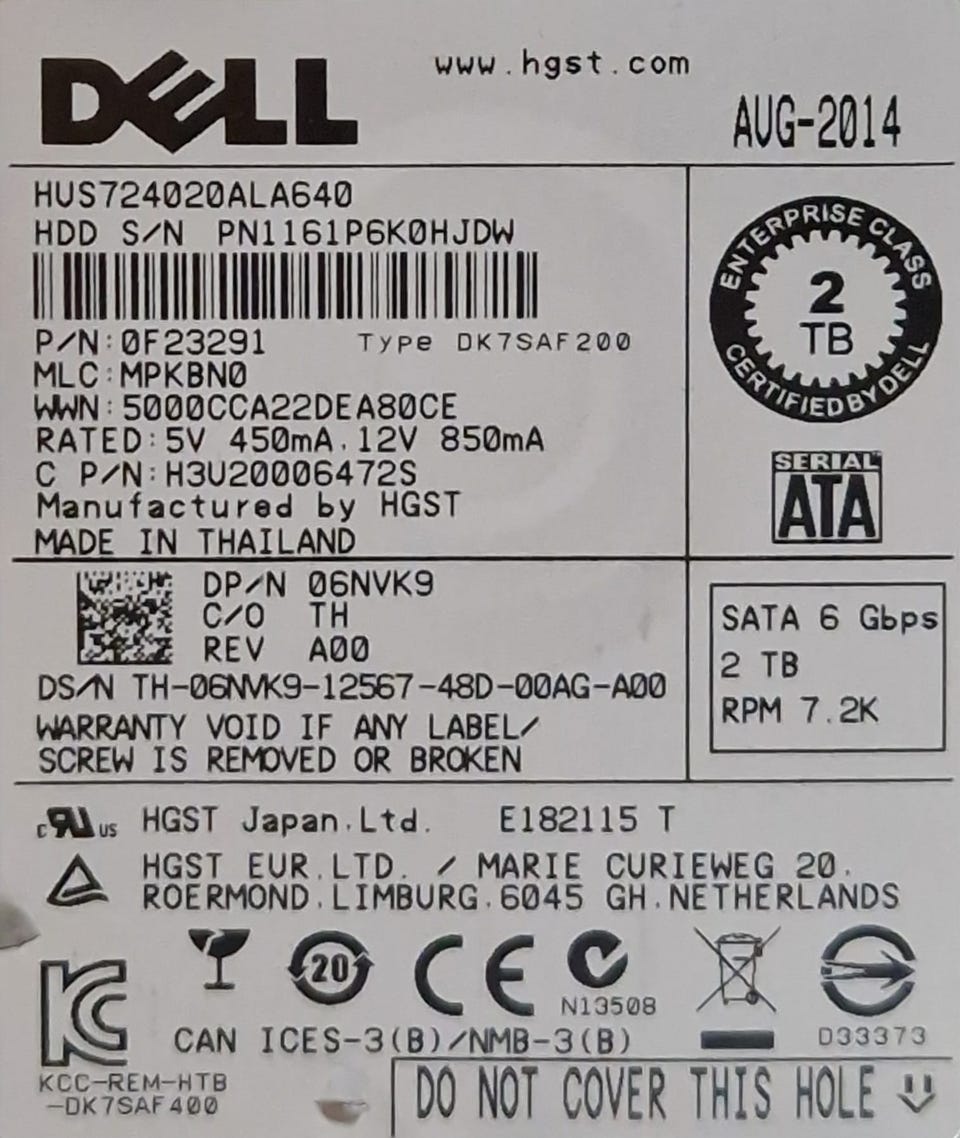 DELL
www.hgst.com
AUG-2014
HUS724020ALA640
HDD S/N PN1161P6K0HJDW
P/N:0F23291 Type DK7SAF200
MLC:MPKBN0
WWN:5000CCA22DEA80CE
RATED:5V 450mA,12V 850mA
C P/N:H3U20006472S
Manufactured by HGST
MADE IN THAILAND
ENTERPRISE CLASS
2
TB
CERTIFIED BY DELL
SERIAL
ATA
DP/N 06NVK9
C/O TH
REV A00
DS/N TH-06NVK9-12567-48D-00AG-A00
WARRANTY VOID IF ANY LABEL/
SCREW IS REMOVED OR BROKEN
SATA 6 Gbps
2 TB
RPM 7.2K
c RU us HGST Japan,Ltd. E182115 T
HGST EUR,LTD. / MARIE CURIEWEG 20,
ROERMOND,LIMBURG,6045 GH,NETHERLANDS
20
CE
N13508
D33373
CAN ICES-3(B)/NMB-3(B)
KCC-REM-HTB
-DK7SAF400
DO NOT COVER THIS HOLE